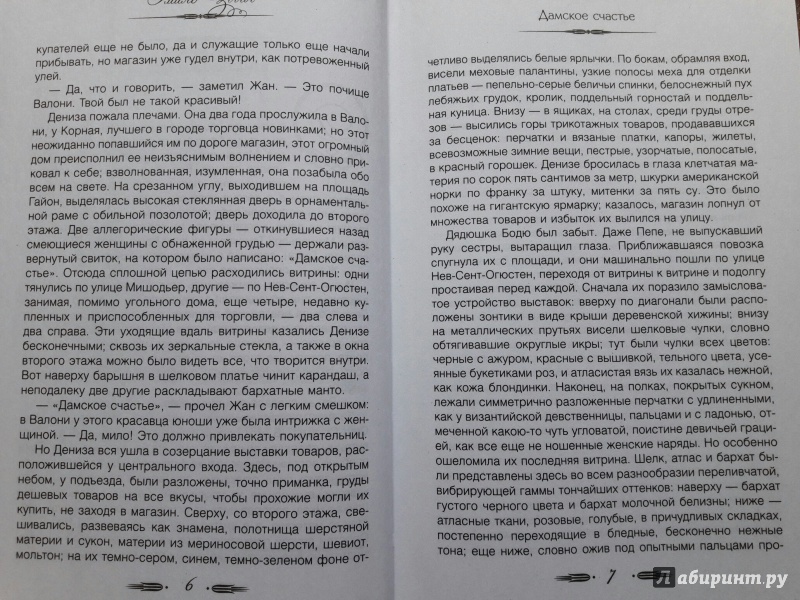 купателей еще не было, да и служащие только еще начали
прибывать, но магазин уже гудел внутри, как потревоженный
улей.
— Да, что и говорить, — заметил Жан. — Это почище
Валони. Твой был не такой красивый!
Дениза пожала плечами. Она два года прослужила в Вало-
ни, у Корная, лучшего в городе торговца новинками; но этот
неожиданно попавшийся им по дороге магазин, этот огромный
дом преисполнил ее неизъяснимым волнением и словно при-
ковал к себе; взволнованная, изумленная, она позабыла обо
всем на свете. На срезанном углу, выходившем на площадь
Гайон, выделялась высокая стеклянная дверь в орнаменталь-
ной раме с обильной позолотой; дверь доходила до второго
этажа. Две аллегорические фигуры — откинувшиеся назад
смеющиеся женщины с обнаженной грудью — держали раз-
вернутый свиток, на котором было написано: «Дамское сча-
стье». Отсюда сплошной цепью расходились витрины: одни
тянулись по улице Мишодьер, другие — по Нев-Сент-Огюстен,
занимая, помимо угольного дома, еще четыре, недавно куп-
ленных и приспособленных для торговли, — два слева и
два справа. Эти уходящие вдаль витрины казались Денизе
бесконечными; сквозь их зеркальные стекла, а также в окна
второго этажа можно было видеть все, что творится внутри.
Вот наверху барышня в шелковом платье чинит карандаш, а
неподалеку две другие раскладывают бархатные манто.
— «Дамское счастье», — прочел Жан с легким смешком:
в Валони у этого красавца юноши уже была интрижка с жен-
щиной. — Да, мило! Это должно привлекать покупательниц.
Но Дениза вся ушла в созерцание выставки товаров, рас-
положившейся у центрального входа. Здесь, под открытым
небом, у подъезда, были разложены, точно приманка, груды
дешевых товаров на все вкусы, чтобы прохожие могли их
купить, не заходя в магазин. Сверху, со второго этажа, све-
шивались, развеваясь как знамена, полотнища шерстяной
материи и сукон, материи из мериносовой шерсти, шевиот,
мольтон; на их темно-сером, синем, темно-зеленом фоне от-
6
Дамское счастье
четливо выделялись белые ярлычки. По бокам, обрамляя вход,
висели меховые палантины, узкие полосы меха для отделки
платьев — пепельно-серые беличьи спинки, белоснежный пух
лебяжьих грудок, кролик, поддельный горностай и поддель-
ная куница. Внизу — в ящиках, на столах, среди груды отре-
зов — высились горы трикотажных товаров, продававшихся
за бесценок: перчатки и вязаные платки, капоры, жилеты,
всевозможные зимние вещи, пестрые, узорчатые, полосатые,
в красный горошек. Денизе бросилась в глаза клетчатая ма-
терия по сорок пять сантимов за метр, шкурки американской
норки по франку за штуку, митенки за пять су. Это было
похоже на гигантскую ярмарку; казалось, магазин лопнул от
множества товаров и избыток их вылился на улицу.
Дядюшка Бодю был забыт. Даже Пепе, не выпускавший
руку сестры, вытаращил глаза. Приближавшаяся повозка
спугнула их с площади, и они машинально пошли по улице
Нев-Сент-Огюстен, переходя от витрины к витрине и подолгу
простаивая перед каждой. Сначала их поразило замыслова-
тое устройство выставок: вверху по диагонали были распо-
ложены зонтики в виде крыши деревенской хижины; внизу
на металлических прутьях висели шелковые чулки, словно
обтягивавшие округлые икры; тут были чулки всех цветов:
черные с ажуром, красные с вышивкой, тельного цвета, усе-
янные букетиками роз, и атласистая вязь их казалась нежной,
как кожа блондинки. Наконец, на полках, покрытых сукном,
лежали симметрично разложенные перчатки с удлиненными,
как у византийской девственницы, пальцами и с ладонью, от-
меченной какою-то чуть угловатой, поистине девичьей граци-
ей, как все еще не ношенные женские наряды. Но особенно
ошеломила их последняя витрина. Шелк, атлас и бархат бы-
ли представлены здесь во всем разнообразии переливчатой,
вибрирующей гаммы тончайших оттенков: наверху — бархат
густого черного цвета и бархат молочной белизны; ниже —
атласные ткани, розовые, голубые, в причудливых складках,
постепенно переходящие в бледные, бесконечно нежные
тона; еще ниже, словно ожив под опытными пальцами про-
7
Лабиринт.ру